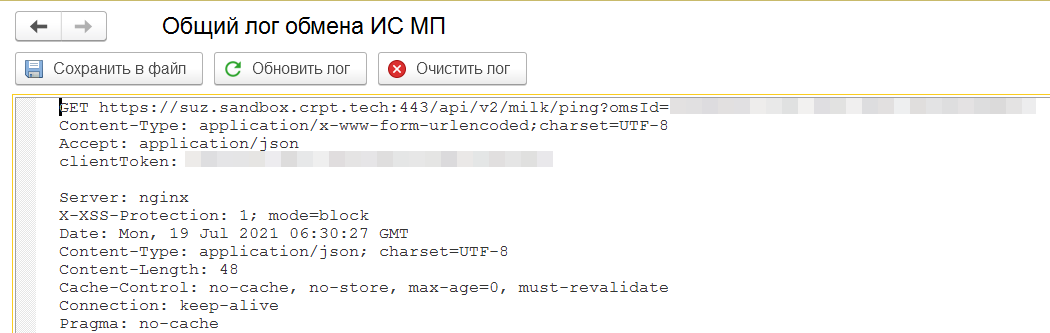 Общий лог обмена ИС МП
Сохранить в файл Обновить лог Очистить лог
GET https://suz.sandbox.crpt.tech:443/api/v2/milk/ping?omsId=
Content-Type: application/x-www-form-urlencoded;charset=UTF-8
Accept: application/json
clientToken:
Server: nginx
X-XSS-Protection: 1; mode=block
Date: Mon, 19 Jul 2021 06:30:27 GMT
Content-Type: application/json; charset=UTF-8
Content-Length: 48
Cache-Control: no-cache, no-store, max-age=0, must-revalidate
Connection: keep-alive
Pragma: no-cache